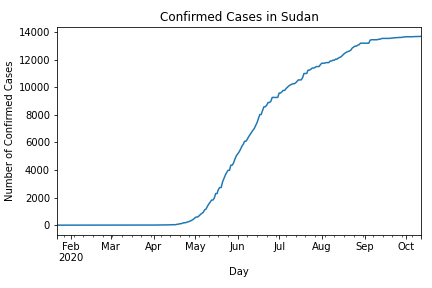 Confirmed Cases in Sudan
Number of Confirmed Cases
14000
12000
10000
8000
6000
4000
2000
0
Feb Mar Apr May Jun Jul Aug Sep Oct
2020
Day